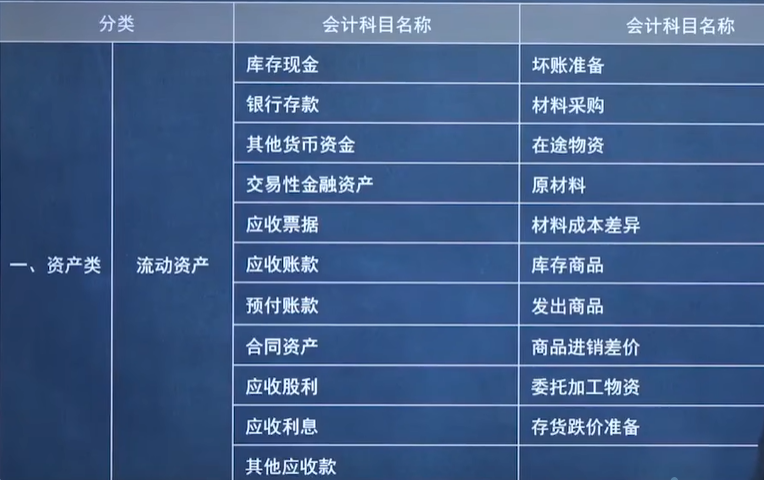 分类 会计科目名称 会计科目名称
库存现金 坏账准备
银行存款 材料采购
其他货币资金 在途物资
交易性金融资产 原材料
应收票据 材料成本差异
一、资产类 流动资产 应收账款 库存商品
预付账款 发出商品
合同资产 商品进销差价
应收股利 委托加工物资
应收利息 存货跌价准备
其他应收款